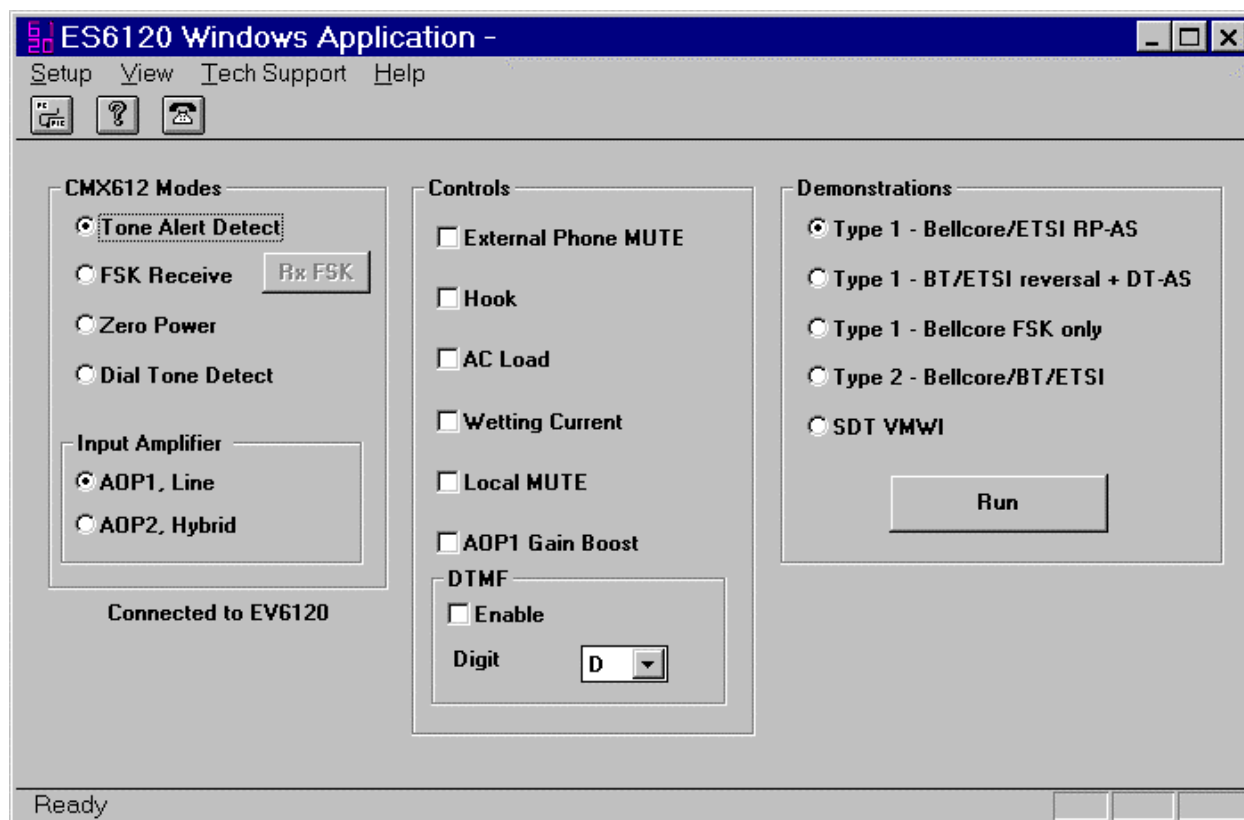 ES6120 Windows Application -
Setup View Tech Support Help
PC
PIC
CMX612 Modes
Tone Alert Detect
FSK Receive Rx FSK
Zero Power
Dial Tone Detect
Input Amplifier
AOP1, Line
AOP2, Hybrid
Connected to EV6120
Controls
External Phone MUTE
Hook
AC Load
Wetting Current
Local MUTE
AOP1 Gain Boost
DTMF
Enable
Digit D
Demonstrations
Type 1 - Bellcore/ETSI RP-AS
Type 1 - BT/ETSI reversal + DT-AS
Type 1 - Bellcore FSK only
Type 2 - Bellcore/BT/ETSI
SDT VMWI
Run
Ready